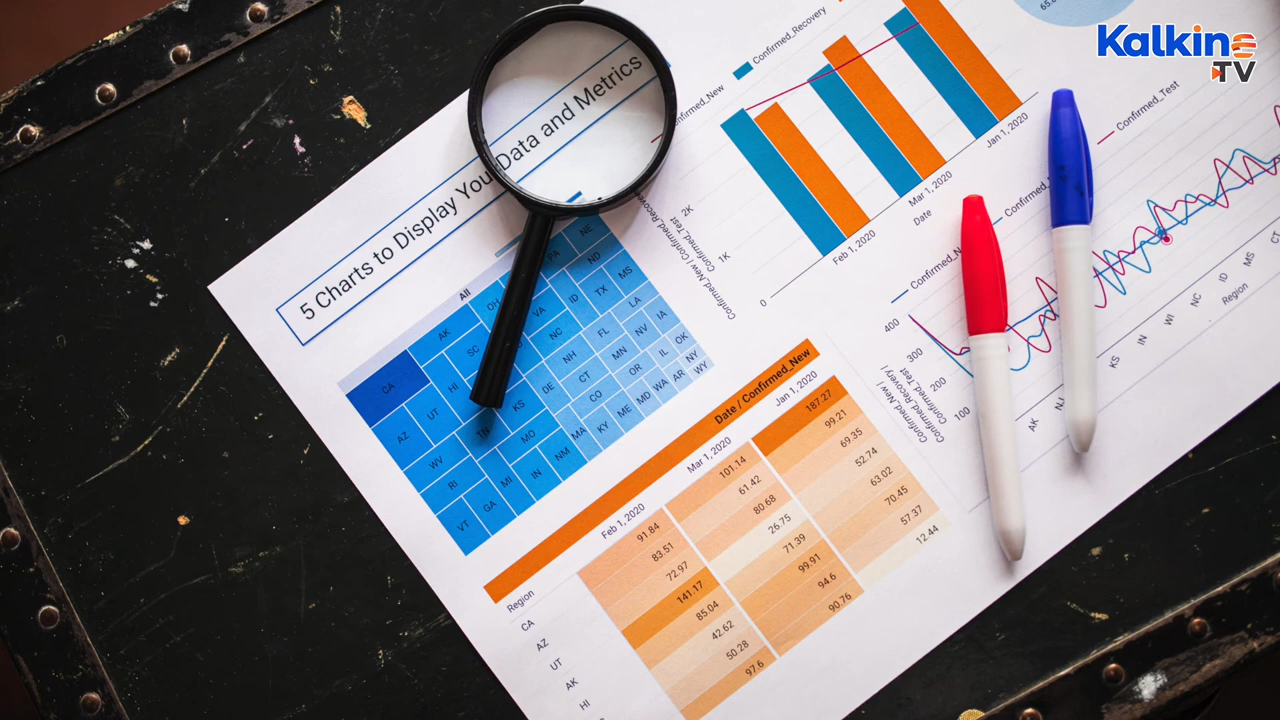 Kalkine
TV
5 Charts to Display Your Data and Metrics
All
CA
AK
OH
PA
NE
AZ
UT
HI
SC
VA
ID
ND
TX
MS
WV
TN
KS
NC
NH
FL
LA
RI
MO
DE
CT
MN
NV
IA
VT
GA
MI
IN
NM
MA
CO
OR
IL
OK
KY
ME
MD
WA
AR
NY
WY
Confirmed_New
Confirmed_Recovery
2K
1K
0
Feb 1, 2020
Mar 1, 2020
Jan 1, 2020
Date
Confirmed_Test
400
300
200
100
AK
NJ
KS
IN
WI
NC
ID
MS
CT
Region
Date / Confirmed_New
Region
Feb 1, 2020
Mar 1, 2020
Jan 1, 2020
CA
91.84
101.14
187.27
AZ
83.51
61.42
99.21
UT
72.97
80.68
69.35
AK
141.17
26.75
52.74
HI
85.04
71.39
63.02
42.62
99.91
70.45
50.28
94.6
57.37
97.6
90.76
12.44